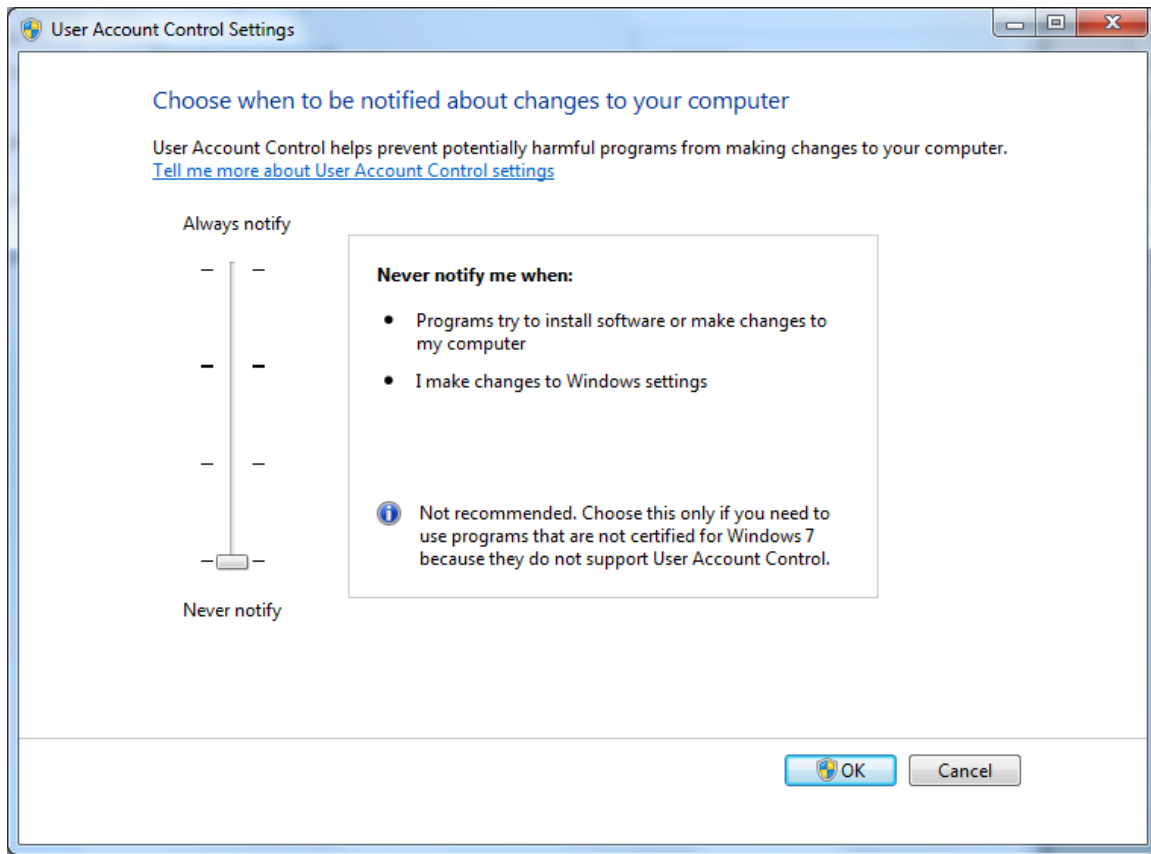 User Account Control Settings
Choose when to be notified about changes to your computer
User Account Control helps prevent potentially harmful programs from making changes to your computer.
Tell me more about User Account Control settings
Always notify
Never notify me when:
Programs try to install software or make changes to
my computer
I make changes to Windows settings
Not recommended. Choose this only if you need to
use programs that are not certified for Windows 7
because they do not support User Account Control.
Never notify
OK
Cancel